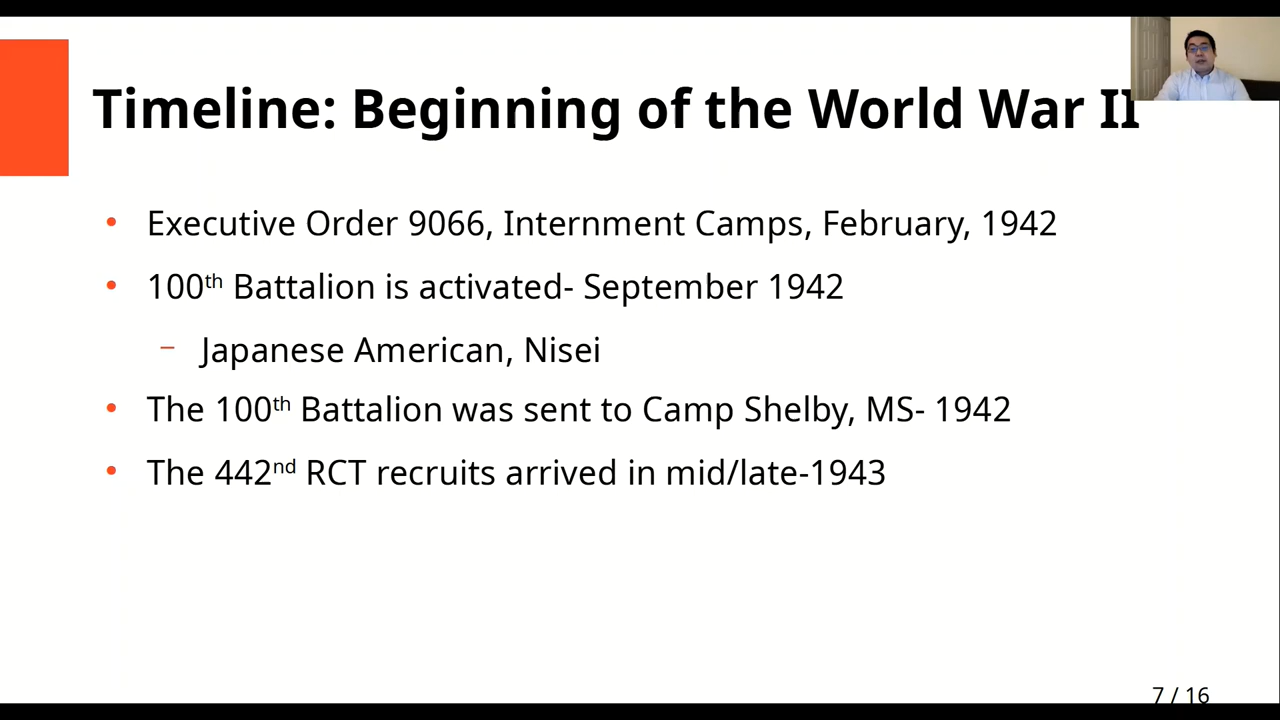 Timeline: Beginning of the World War II
• Executive Order 9066, Internment Camps, February, 1942
• 100th Battalion is activated- September 1942
– Japanese American, Nisei
• The 100th Battalion was sent to Camp Shelby, MS- 1942
• The 442nd RCT recruits arrived in mid/late-1943
7 / 16